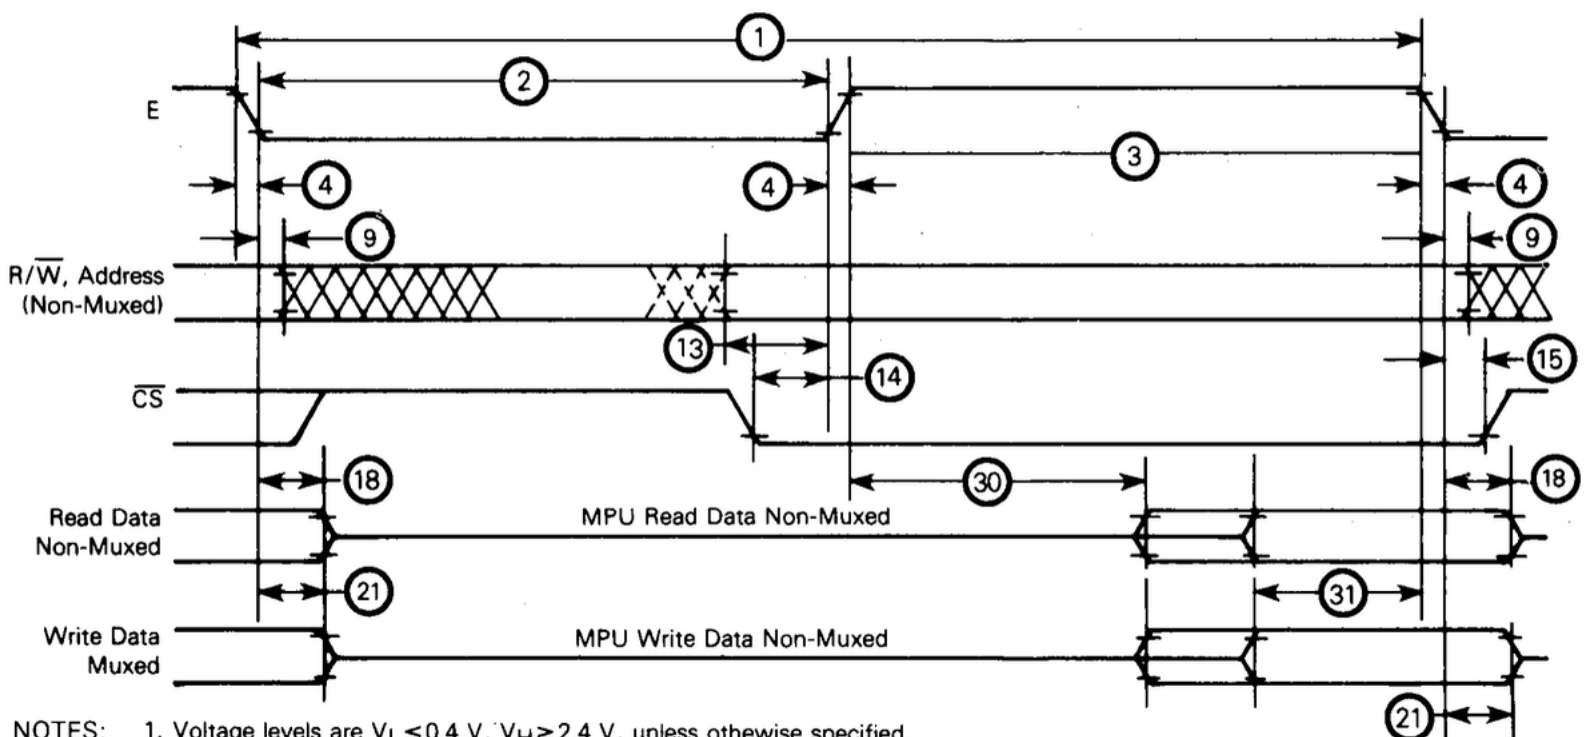 1
2
E
3
4
4
4
9
9
R/W̅, Address
(Non-Muxed)
13
14
15
C̅S̅
18
30
18
Read Data
Non-Muxed
MPU Read Data Non-Muxed
21
31
Write Data
Muxed
MPU Write Data Non-Muxed
21
NOTES: 1. Voltage levels are VL ≤0.4 V, VH ≥2.4 V, unless otherwise specified